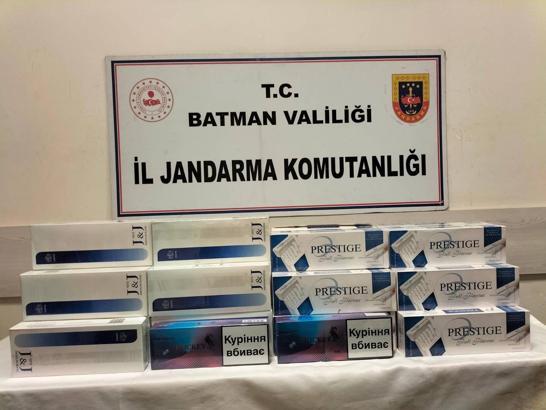 T.C.
BATMAN VALİLİĞİ
İL JANDARMA KOMUTANLIĞI
J&J
J&J
PRESTIGE
PRESTIGE
J&J
J&J
PRESTIGE
PRESTIGE
J&J
Куріння
вбиває
Куріння
вбиває
PRESTIGE